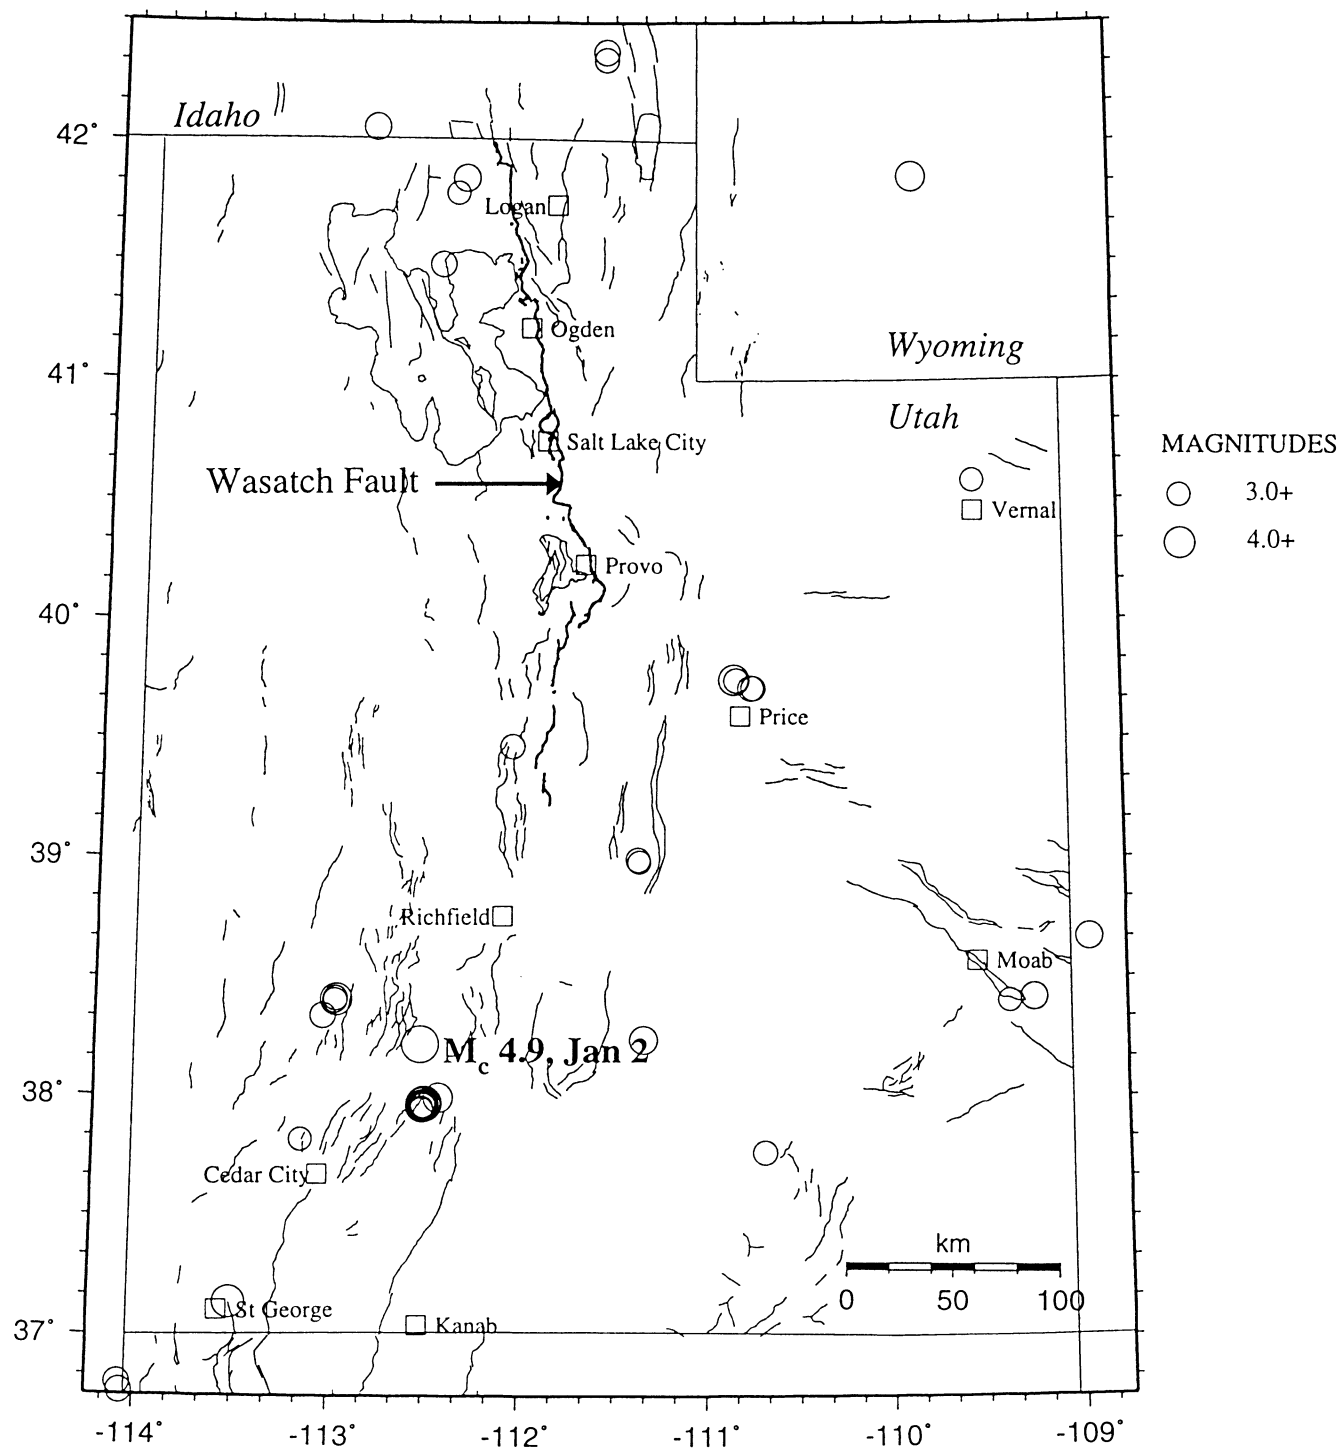 Idaho
42°
Logan
Ogden
Wyoming
41°
Utah
Salt Lake City
MAGNITUDES
Wasatch Fault
3.0+
Vernal
4.0+
Provo
40°
Price
39°
Richfield
Moab
Mc 4.9, Jan 2
38°
Cedar City
km
0 50 100
St George
37°
Kanab
-114° -113° -112° -111° -110° -109°